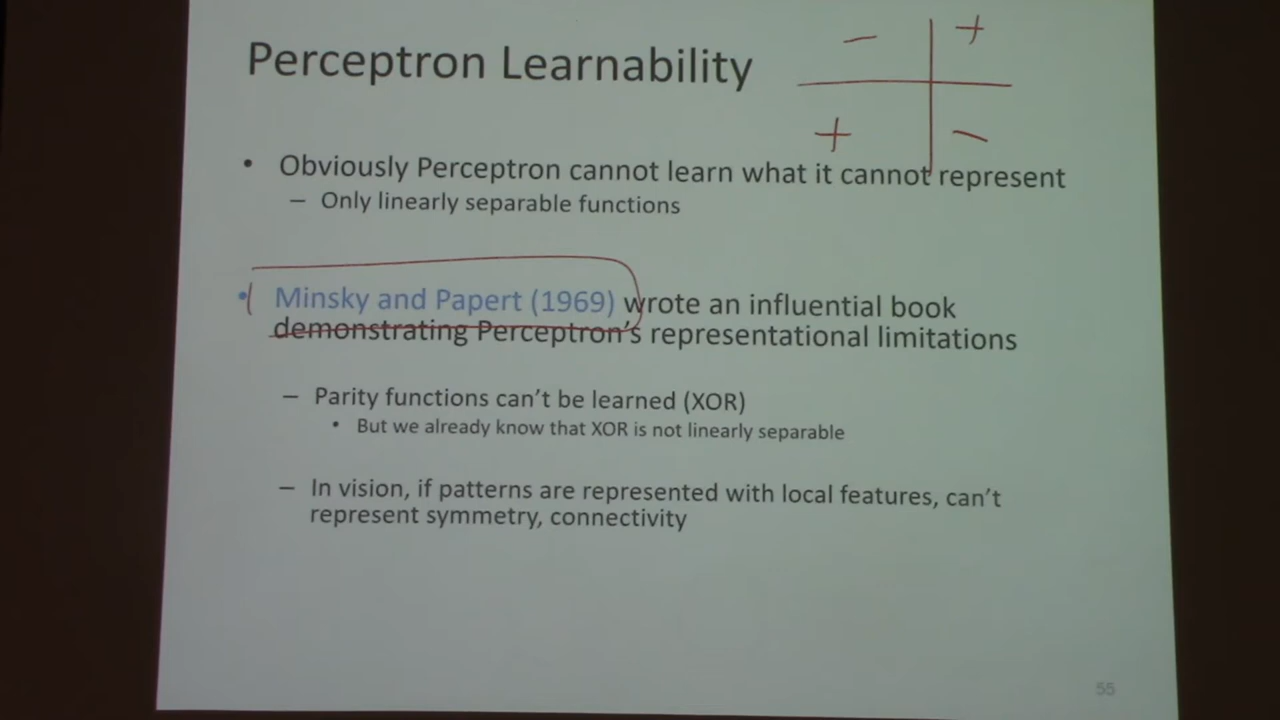 Perceptron Learnability
− +
+ −
• Obviously Perceptron cannot learn what it cannot represent
– Only linearly separable functions
• Minsky and Papert (1969) wrote an influential book
demonstrating Perceptron's representational limitations
– Parity functions can't be learned (XOR)
• But we already know that XOR is not linearly separable
– In vision, if patterns are represented with local features, can't
represent symmetry, connectivity
55